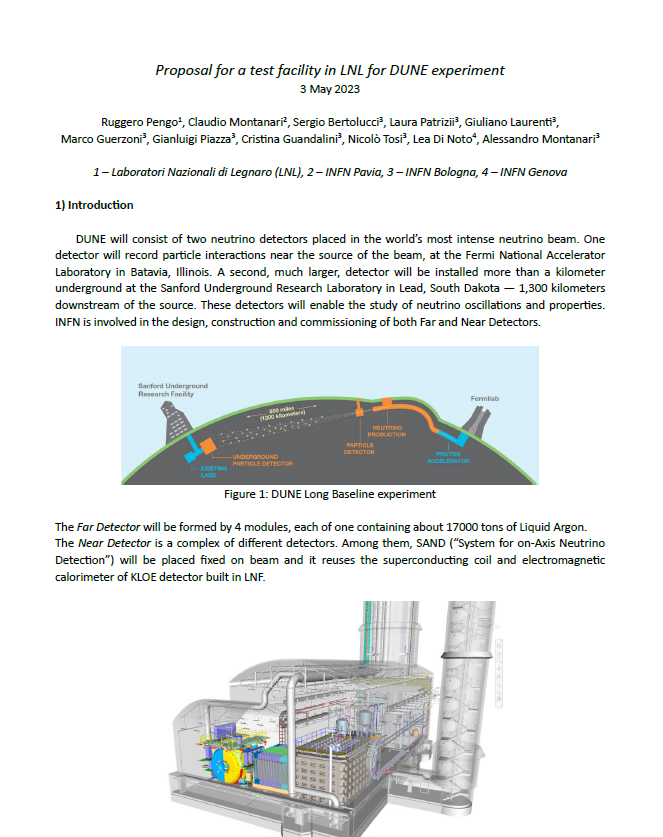 Proposal for a test facility in LNL for DUNE experiment
3 May 2023
Ruggero Pengo¹, Claudio Montanari², Sergio Bertolucci³, Laura Patrizii³, Giuliano Laurenti³,
Marco Guerzoni³, Gianluigi Piazza³, Cristina Guandalini³, Nicolò Tosi³, Lea Di Noto⁴, Alessandro Montanari³
1 – Laboratori Nazionali di Legnaro (LNL), 2 – INFN Pavia, 3 – INFN Bologna, 4 – INFN Genova
1) Introduction
DUNE will consist of two neutrino detectors placed in the world's most intense neutrino beam. One
detector will record particle interactions near the source of the beam, at the Fermi National Accelerator
Laboratory in Batavia, Illinois. A second, much larger, detector will be installed more than a kilometer
underground at the Sanford Underground Research Laboratory in Lead, South Dakota — 1,300 kilometers
downstream of the source. These detectors will enable the study of neutrino oscillations and properties.
INFN is involved in the design, construction and commissioning of both Far and Near Detectors.
Sanford Underground
Research Facility
800 miles
(1300 kilometers)
Fermilab
NEUTRINO
PRODUCTION
PARTICLE
DETECTOR
UNDERGROUND
PARTICLE DETECTOR
PROTON
ACCELERATOR
EXISTING
LABS
Figure 1: DUNE Long Baseline experiment
The Far Detector will be formed by 4 modules, each of one containing about 17000 tons of Liquid Argon.
The Near Detector is a complex of different detectors. Among them, SAND ("System for on-Axis Neutrino
Detection") will be placed fixed on beam and it reuses the superconducting coil and electromagnetic
calorimeter of KLOE detector built in LNF.